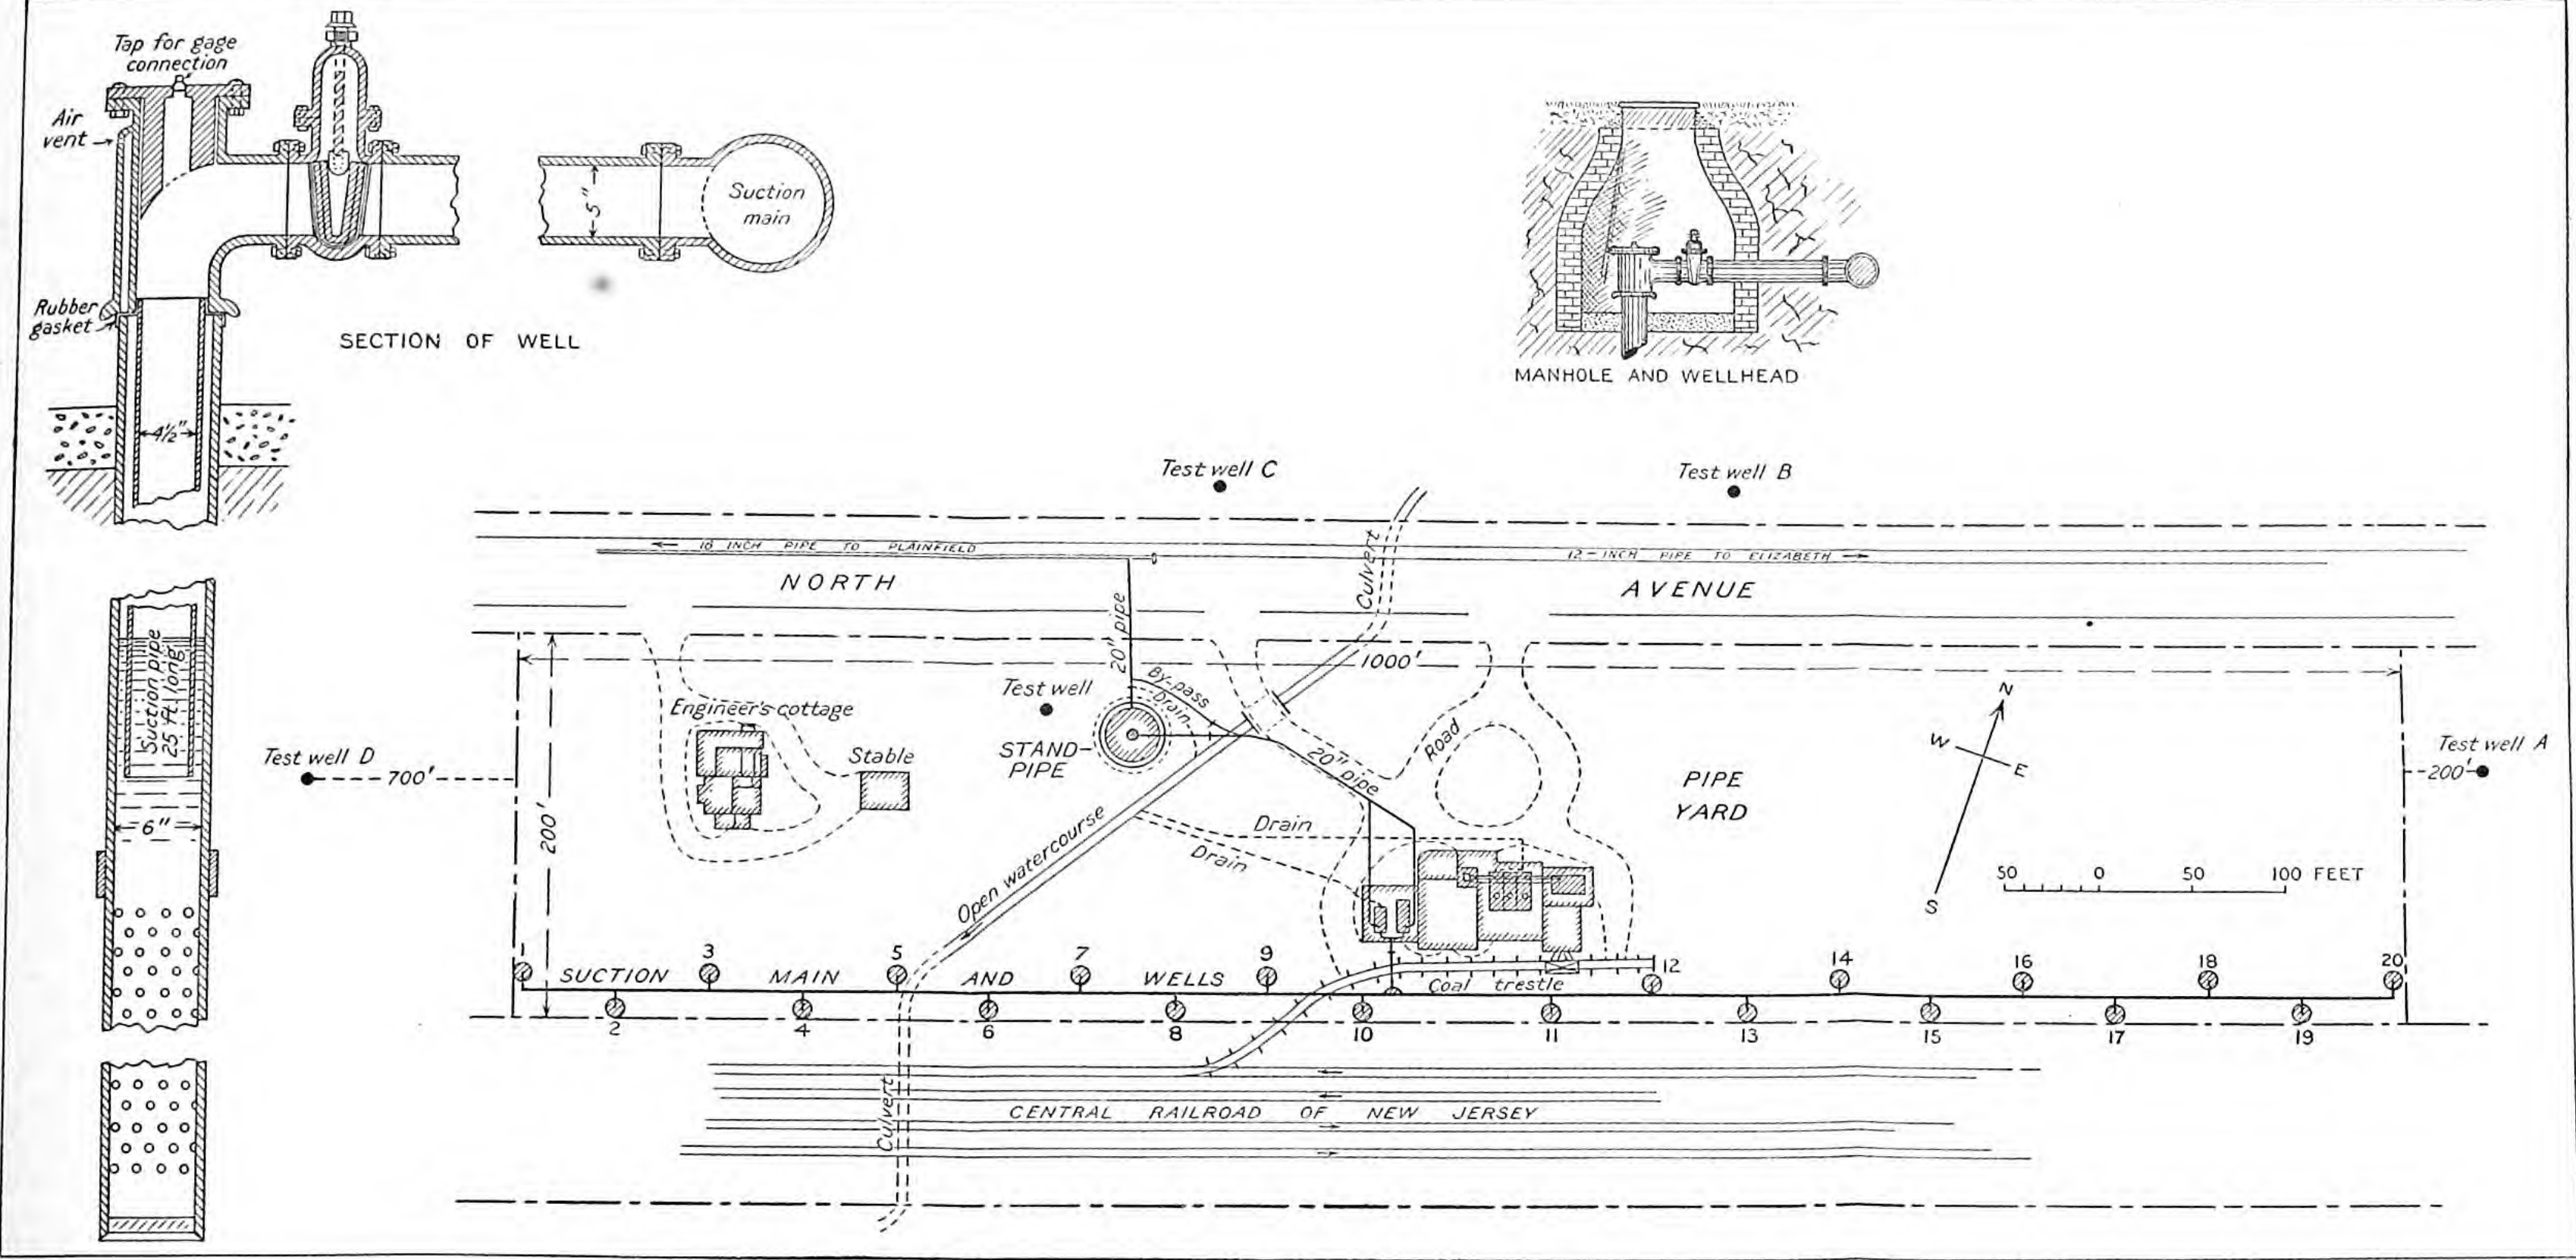 Tap for gage
connection
Air
vent
Rubber
gasket
5"
Suction
main
SECTION OF WELL
4½"
MANHOLE AND WELLHEAD
Suction pipe
25 ft. long
6"
Test well C
Test well B
Culvert
16 INCH PIPE TO PLAINFIELD
12-INCH PIPE TO ELIZABETH
NORTH AVENUE
20" pipe
1000'
By-pass
Drain
Test well
Engineer's cottage
STAND-
PIPE
Stable
Road
20" pipe
PIPE
YARD
N
W
E
S
Test well D
700'
Test well A
200'
200'
Open watercourse
Drain
Drain
50 0 50 100 FEET
1 3 5 7 9 12 14 16 18 20
SUCTION MAIN AND WELLS
Coal trestle
2 4 6 8 10 11 13 15 17 19
Culvert
CENTRAL RAILROAD OF NEW JERSEY